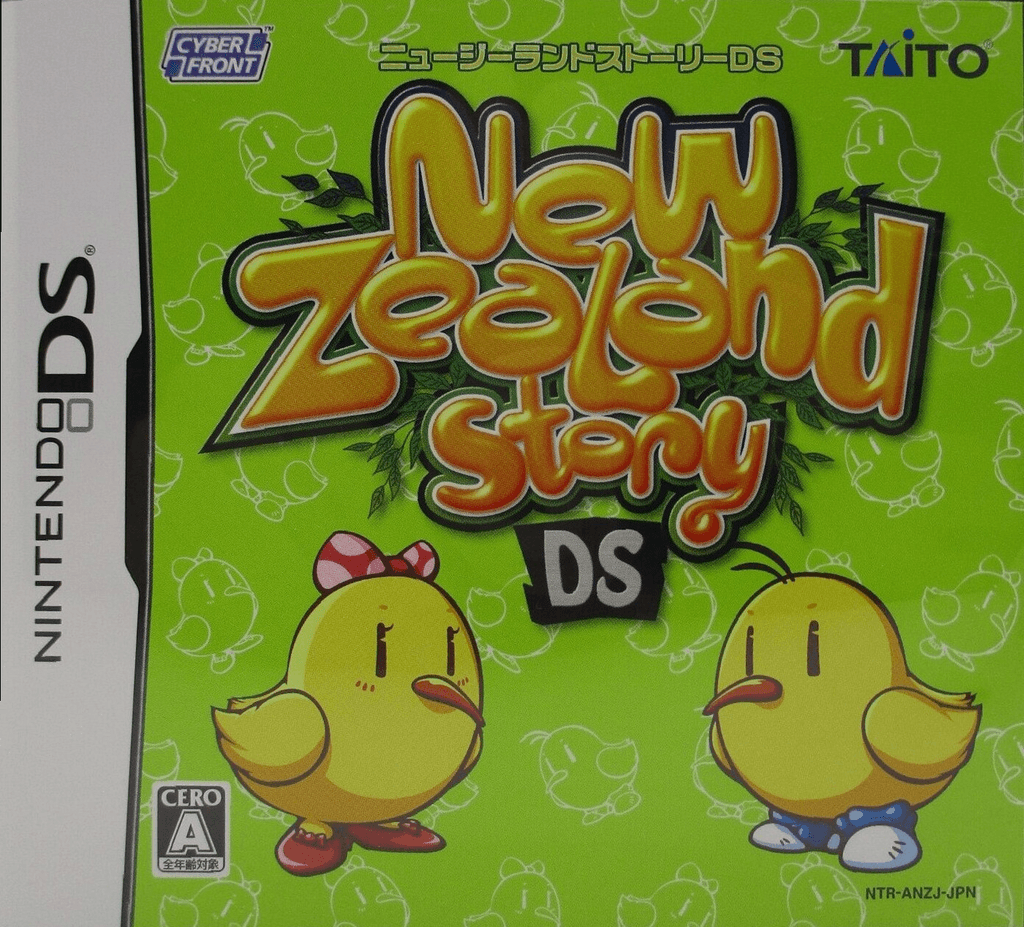 CYBER
FRONT™
ニュージーランドストーリーDS
TAITO®
New
Zealand
Story
DS
NINTENDO DS®
CERO
A
全年齢対象
NTR-ANZJ-JPN